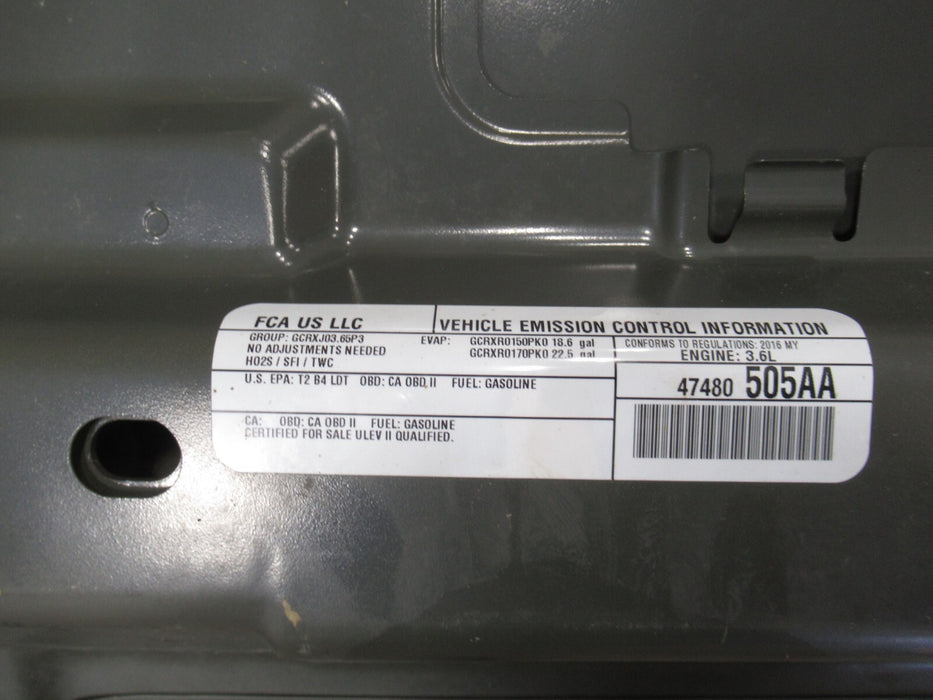 FCA US LLC
VEHICLE EMISSION CONTROL INFORMATION
GROUP: GCRXJ03.65P3
NO ADJUSTMENTS NEEDED
HO2S / SFI / TWC
EVAP: GCRXR0150PK0 18.6 gal
GCRXR0170PK0 22.5 gal
CONFORMS TO REGULATIONS: 2016 MY
ENGINE: 3.6L
U.S. EPA: T2 B4 LDT OBD: CA OBD II FUEL: GASOLINE
47480 505AA
CA: OBD: CA OBD II FUEL: GASOLINE
CERTIFIED FOR SALE ULEV II QUALIFIED.